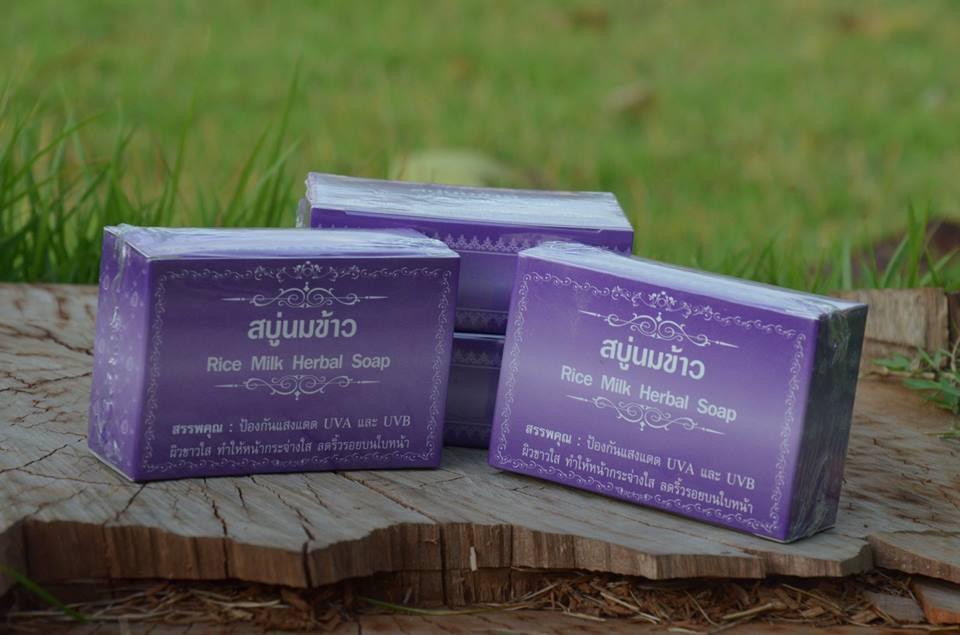 สบู่นมข้าว
Rice Milk Herbal Soap
สรรพคุณ : ป้องกันแสงแดด UVA และ UVB
ผิวขาวใส ทำให้หน้ากระจ่างใส ลดริ้วรอยบนใบหน้า
สบู่นมข้าว
Rice Milk Herbal Soap
สรรพคุณ : ป้องกันแสงแดด UVA และ UVB
ผิวขาวใส ทำให้หน้ากระจ่างใส ลดริ้วรอยบนใบหน้า